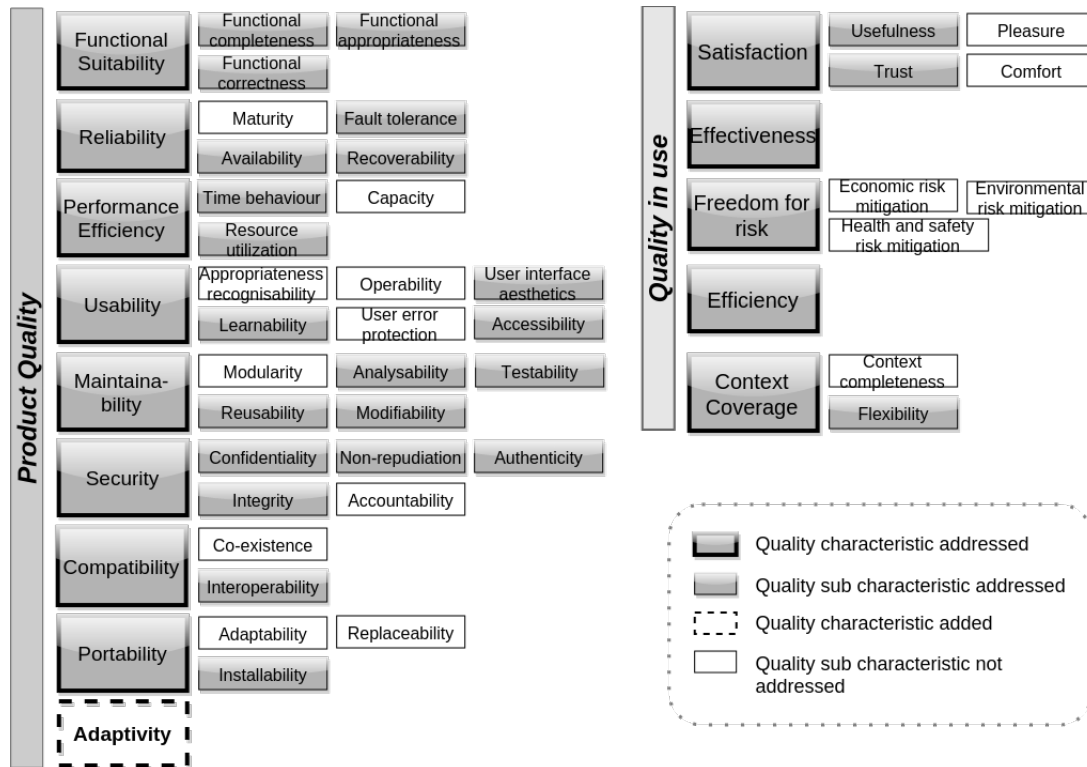 Product Quality
Functional
Suitability
Functional
completeness
Functional
appropriateness
Functional
correctness
Reliability
Maturity
Fault tolerance
Availability
Recoverability
Performance
Efficiency
Time behaviour
Capacity
Resource
utilization
Usability
Appropriateness
recognisability
Operability
User interface
aesthetics
Learnability
User error
protection
Accessibility
Maintaina-
bility
Modularity
Analysability
Testability
Reusability
Modifiability
Security
Confidentiality
Non-repudiation
Authenticity
Integrity
Accountability
Compatibility
Co-existence
Interoperability
Portability
Adaptability
Replaceability
Installability
Adaptivity
Quality in use
Satisfaction
Usefulness
Pleasure
Trust
Comfort
Effectiveness
Freedom for
risk
Economic risk
mitigation
Environmental
risk mitigation
Health and safety
risk mitigation
Efficiency
Context
Coverage
Context
completeness
Flexibility
Quality characteristic addressed
Quality sub characteristic addressed
Quality characteristic added
Quality sub characteristic not
addressed